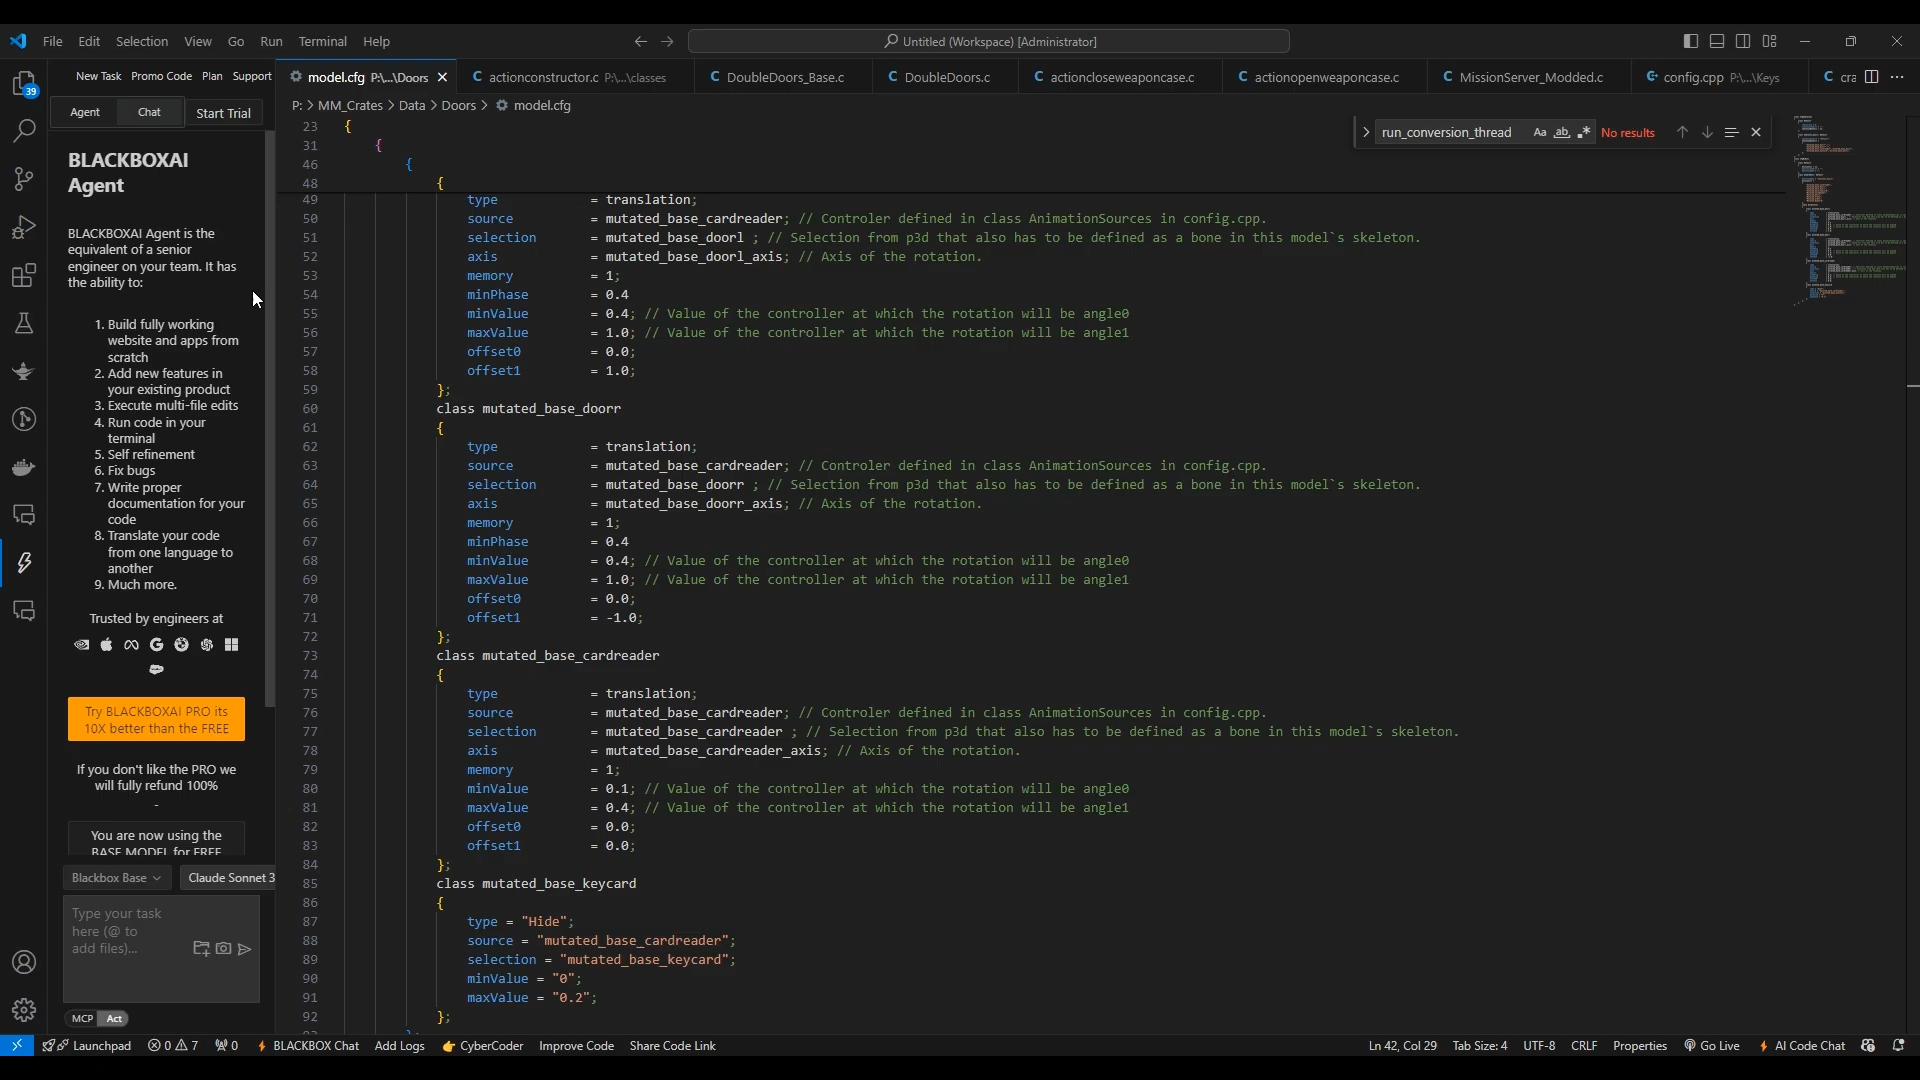 File Edit Selection View Go Run Terminal Help
Untitled (Workspace) [Administrator]
39
New Task Promo Code Plan Support
Agent Chat Start Trial
BLACKBOXAI
Agent
BLACKBOXAI Agent is the
equivalent of a senior
engineer on your team. It has
the ability to:
1. Build fully working
website and apps from
scratch
2. Add new features in
your existing product
3. Execute multi-file edits
4. Run code in your
terminal
5. Self refinement
6. Fix bugs
7. Write proper
documentation for your
code
8. Translate your code
from one language to
another
9. Much more.
Trusted by engineers at
Try BLACKBOXAI PRO its
10X better than the FREE
If you don't like the PRO we
will fully refund 100%
-
You are now using the
BASE MODEL for FREE
Blackbox Base Claude Sonnet 3
Type your task
here (@ to
add files)...
MCP Act
model.cfg P:\...\Doors actionconstructor.c P:\...\classes DoubleDoors_Base.c DoubleDoors.c actioncloseweaponcase.c actionopenweaponcase.c MissionServer_Modded.c config.cpp P:\...\Keys cra
P: > MM_Crates > Data > Doors > model.cfg
run_conversion_thread Aa ab .* No results
23 {
31 {
46 {
48 {
49 type = translation;
50 source = mutated_base_cardreader; // Controler defined in class AnimationSources in config.cpp.
51 selection = mutated_base_doorl ; // Selection from p3d that also has to be defined as a bone in this model`s skeleton.
52 axis = mutated_base_doorl_axis; // Axis of the rotation.
53 memory = 1;
54 minPhase = 0.4
55 minValue = 0.4; // Value of the controller at which the rotation will be angle0
56 maxValue = 1.0; // Value of the controller at which the rotation will be angle1
57 offset0 = 0.0;
58 offset1 = 1.0;
59 };
60 class mutated_base_doorr
61 {
62 type = translation;
63 source = mutated_base_cardreader; // Controler defined in class AnimationSources in config.cpp.
64 selection = mutated_base_doorr ; // Selection from p3d that also has to be defined as a bone in this model`s skeleton.
65 axis = mutated_base_doorr_axis; // Axis of the rotation.
66 memory = 1;
67 minPhase = 0.4
68 minValue = 0.4; // Value of the controller at which the rotation will be angle0
69 maxValue = 1.0; // Value of the controller at which the rotation will be angle1
70 offset0 = 0.0;
71 offset1 = -1.0;
72 };
73 class mutated_base_cardreader
74 {
75 type = translation;
76 source = mutated_base_cardreader; // Controler defined in class AnimationSources in config.cpp.
77 selection = mutated_base_cardreader ; // Selection from p3d that also has to be defined as a bone in this model`s skeleton.
78 axis = mutated_base_cardreader_axis; // Axis of the rotation.
79 memory = 1;
80 minValue = 0.1; // Value of the controller at which the rotation will be angle0
81 maxValue = 0.4; // Value of the controller at which the rotation will be angle1
82 offset0 = 0.0;
83 offset1 = 0.0;
84 };
85 class mutated_base_keycard
86 {
87 type = "Hide";
88 source = "mutated_base_cardreader";
89 selection = "mutated_base_keycard";
90 minValue = "0";
91 maxValue = "0.2";
92 };
Launchpad 0 7 0 BLACKBOX Chat Add Logs CyberCoder Improve Code Share Code Link
Ln 42, Col 29 Tab Size: 4 UTF-8 CRLF Properties Go Live AI Code Chat